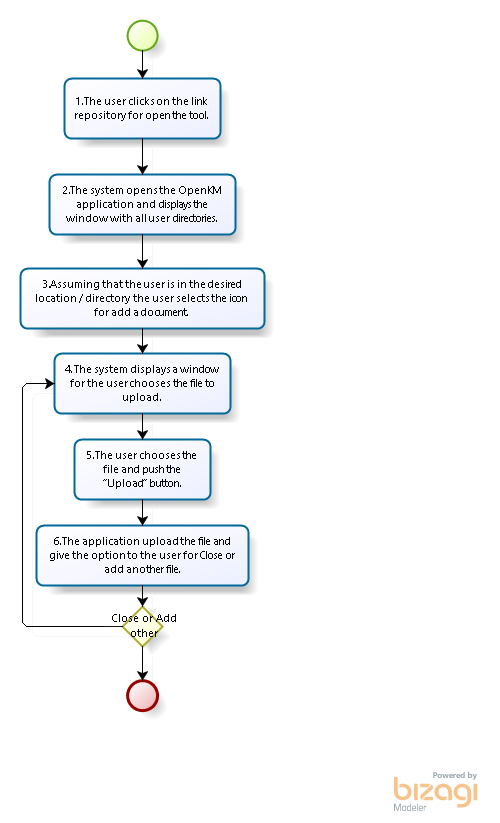 1.The user clicks on the link
repository for open the tool.
2.The system opens the OpenKM
application and displays the
window with all user directories.
3.Assuming that the user is in the desired
location / directory the user selects the icon
for add a document.
4.The system displays a window
for the user chooses the file to
upload.
5.The user chooses the
file and push the
“Upload” button.
6.The application upload the file and
give the option to the user for Close or
add another file.
Close or Add
other
Powered by
bizagi
Modeler